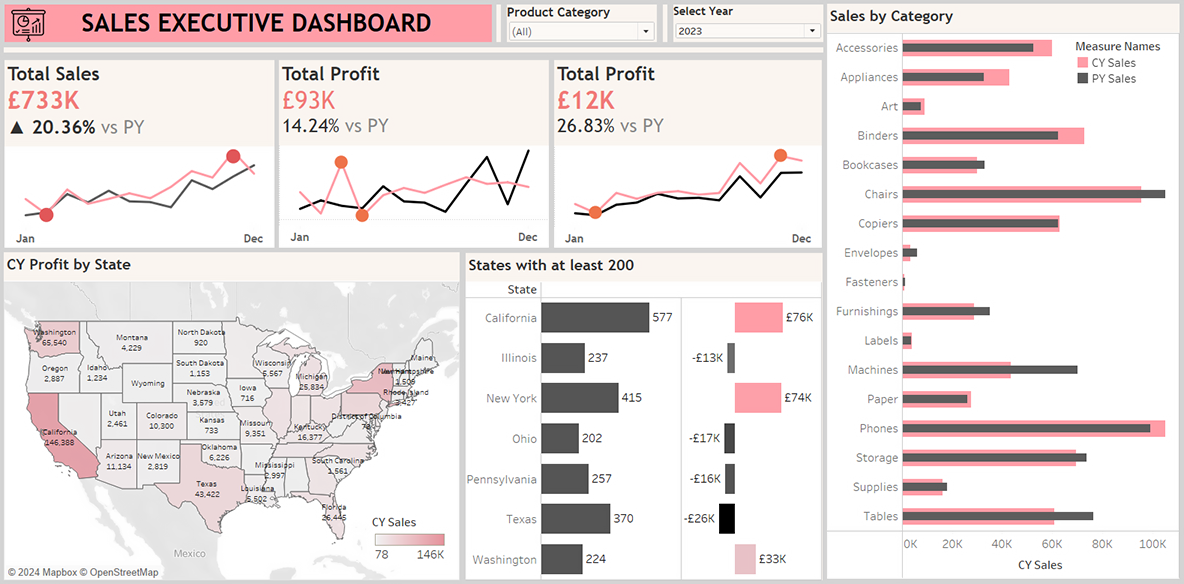 SALES EXECUTIVE DASHBOARD
Product Category
(All)
Select Year
2023
Total Sales
£733K
▲ 20.36% vs PY
Jan
Dec
Total Profit
£93K
14.24% vs PY
Jan
Dec
Total Profit
£12K
26.83% vs PY
Jan
Dec
CY Profit by State
Washington
65,540
Montana
4,229
North Dakota
920
Oregon
2,887
Idaho
1,234
South Dakota
1,153
Wyoming
Wisconsin
5,567
Michigan
25,834
Maine
New Hampshire
1,509
Rhode Island
3,427
Nebraska
3,579
Iowa
716
Utah
2,461
Colorado
10,300
Kansas
733
Missouri
9,351
Kentucky
16,377
District of Columbia
78
California
146,388
Arizona
11,134
New Mexico
2,819
Oklahoma
6,226
Mississippi
2,997
South Carolina
1,561
Texas
43,422
Louisiana
5,502
Florida
26,445
Mexico
CY Sales
78
146K
© 2024 Mapbox © OpenStreetMap
States with at least 200
State
California 577 £76K
Illinois 237 -£13K
New York 415 £74K
Ohio 202 -£17K
Pennsylvania 257 -£16K
Texas 370 -£26K
Washington 224 £33K
Sales by Category
Measure Names
CY Sales
PY Sales
Accessories
Appliances
Art
Binders
Bookcases
Chairs
Copiers
Envelopes
Fasteners
Furnishings
Labels
Machines
Paper
Phones
Storage
Supplies
Tables
0K 20K 40K 60K 80K 100K
CY Sales